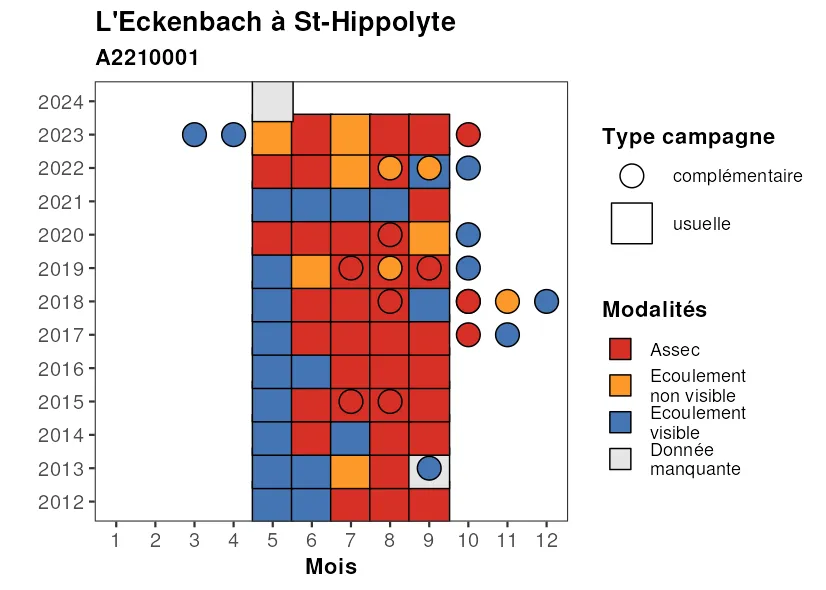 L'Eckenbach à St-Hippolyte
A2210001
2024
2023
2022
2021
2020
2019
2018
2017
2016
2015
2014
2013
2012
1 2 3 4 5 6 7 8 9 10 11 12
Mois
Type campagne
complémentaire
usuelle
Modalités
Assec
Ecoulement
non visible
Ecoulement
visible
Donnée
manquante